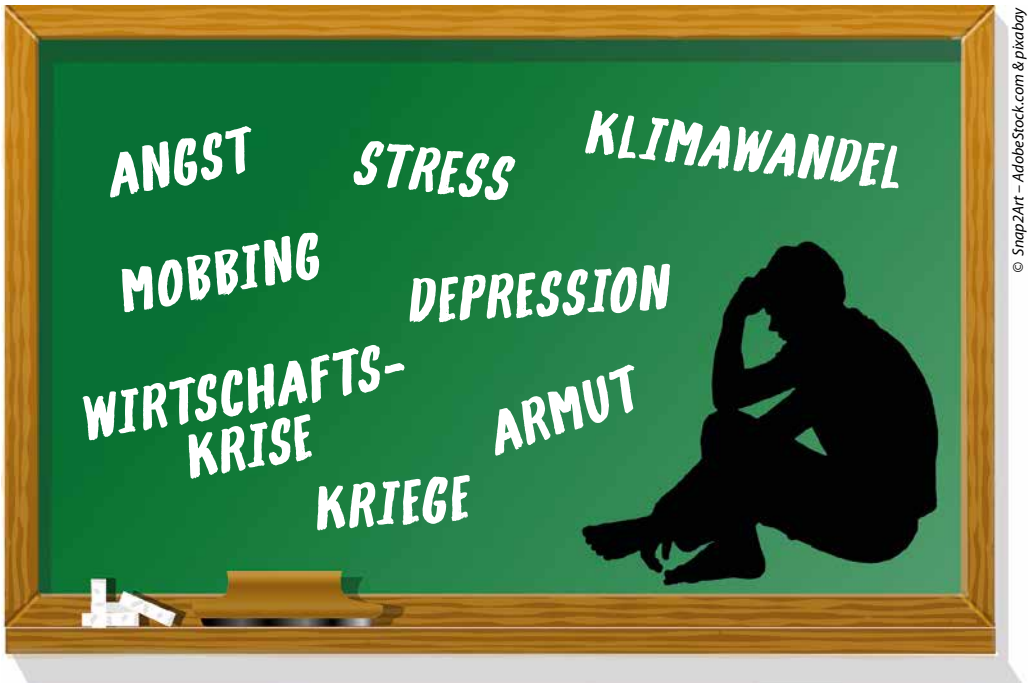 ANGST
STRESS
KLIMAWANDEL
MOBBING
DEPRESSION
WIRTSCHAFTS-
KRISE
ARMUT
KRIEGE
© Snap2Art – AdobeStock.com & pixabay